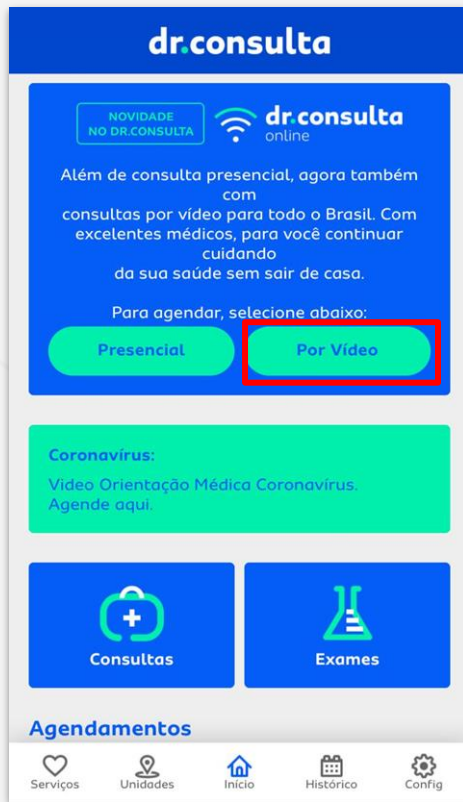 dr.consulta
NOVIDADE
NO DR.CONSULTA
dr.consulta
online
Além de consulta presencial, agora também
com
consultas por vídeo para todo o Brasil. Com
excelentes médicos, para você continuar
cuidando
da sua saúde sem sair de casa.
Para agendar, selecione abaixo:
Presencial
Por Vídeo
Coronavírus:
Video Orientação Médica Coronavírus.
Agende aqui.
Consultas
Exames
Agendamentos
Serviços
Unidades
Início
Histórico
Config